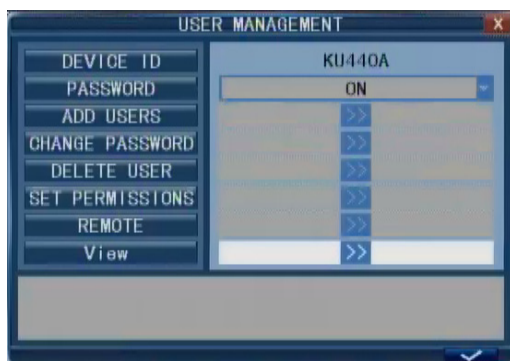 USER MANAGEMENT X
DEVICE ID KU440A
PASSWORD ON
ADD USERS >>
CHANGE PASSWORD >>
DELETE USER >>
SET PERMISSIONS >>
REMOTE >>
View >>